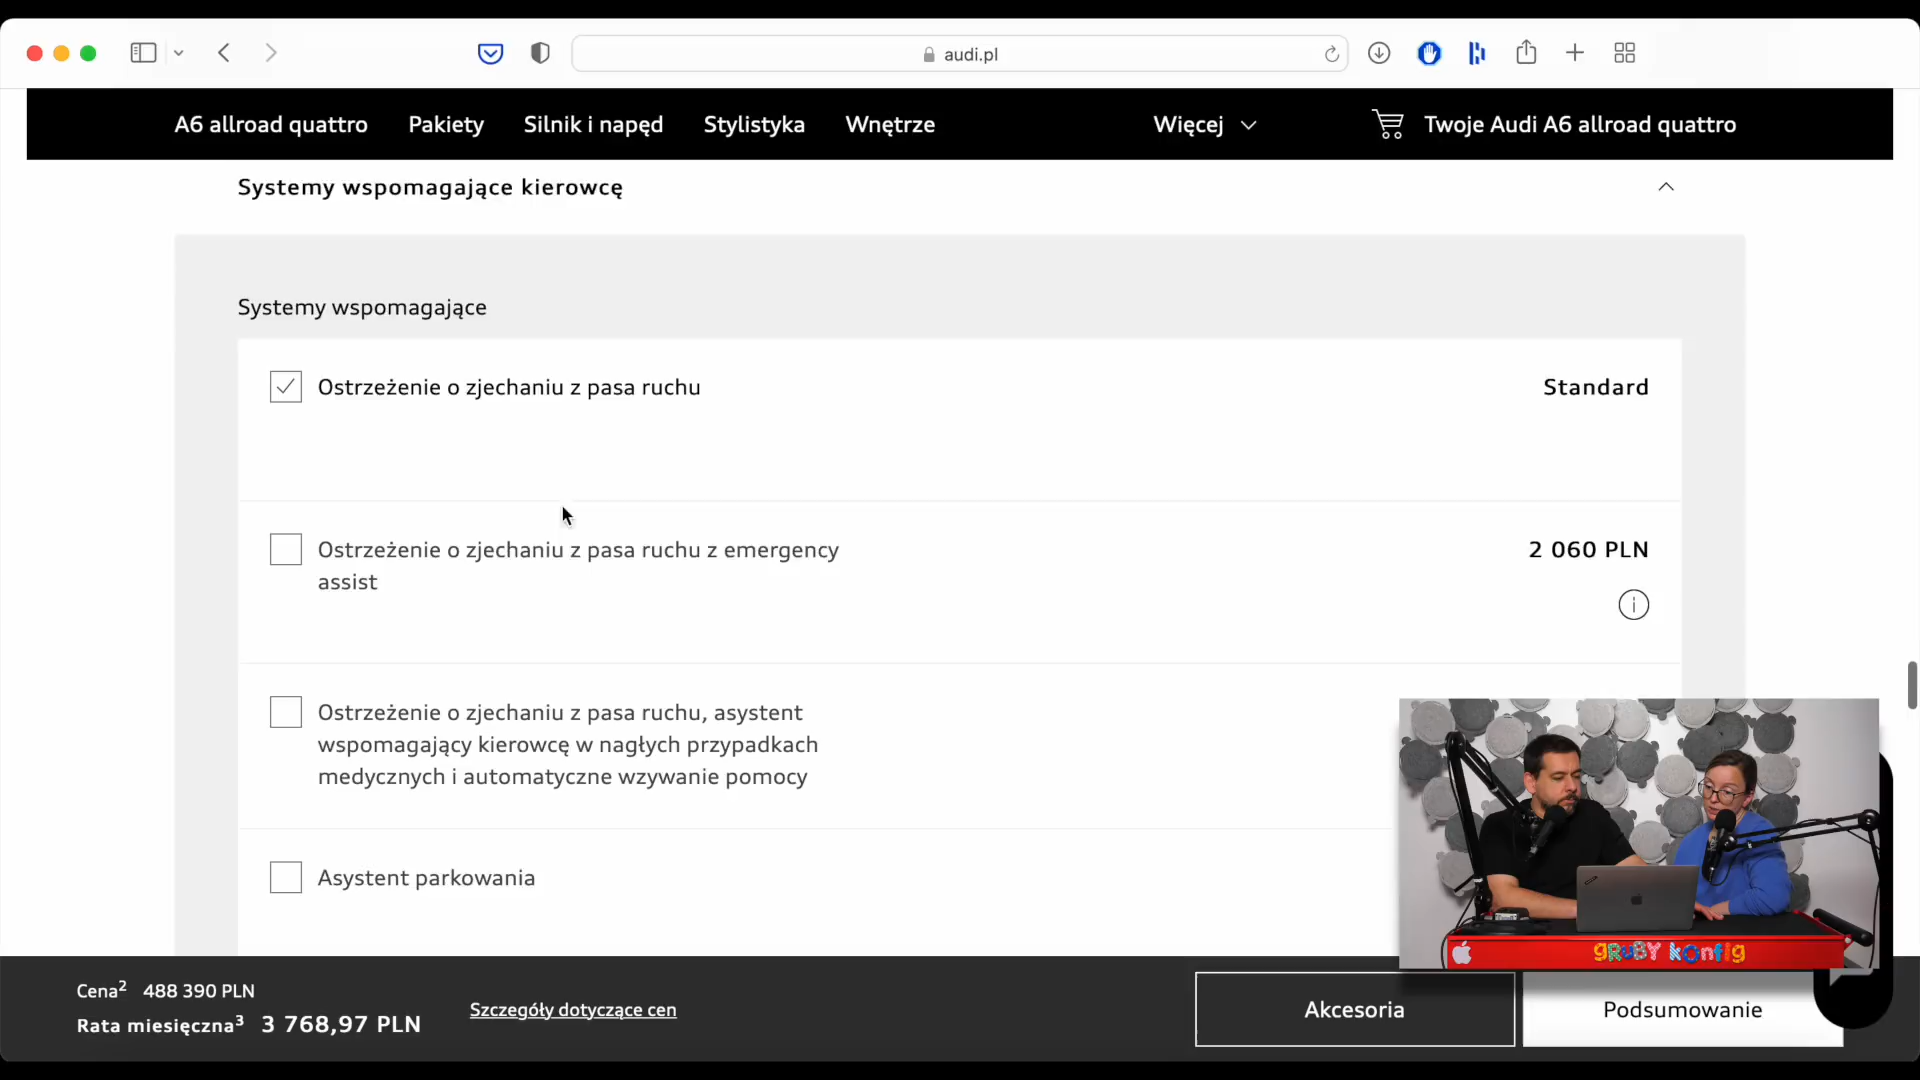 audi.pl
A6 allroad quattro
Pakiety
Silnik i napęd
Stylistyka
Wnętrze
Więcej
Twoje Audi A6 allroad quattro
Systemy wspomagające kierowcę
Systemy wspomagające
Ostrzeżenie o zjechaniu z pasa ruchu
Standard
Ostrzeżenie o zjechaniu z pasa ruchu z emergency
assist
2 060 PLN
Ostrzeżenie o zjechaniu z pasa ruchu, asystent
wspomagający kierowcę w nagłych przypadkach
medycznych i automatyczne wzywanie pomocy
Asystent parkowania
gRuBY konfig
Cena2 488 390 PLN
Rata miesięczna3 3 768,97 PLN
Szczegóły dotyczące cen
Akcesoria
Podsumowanie